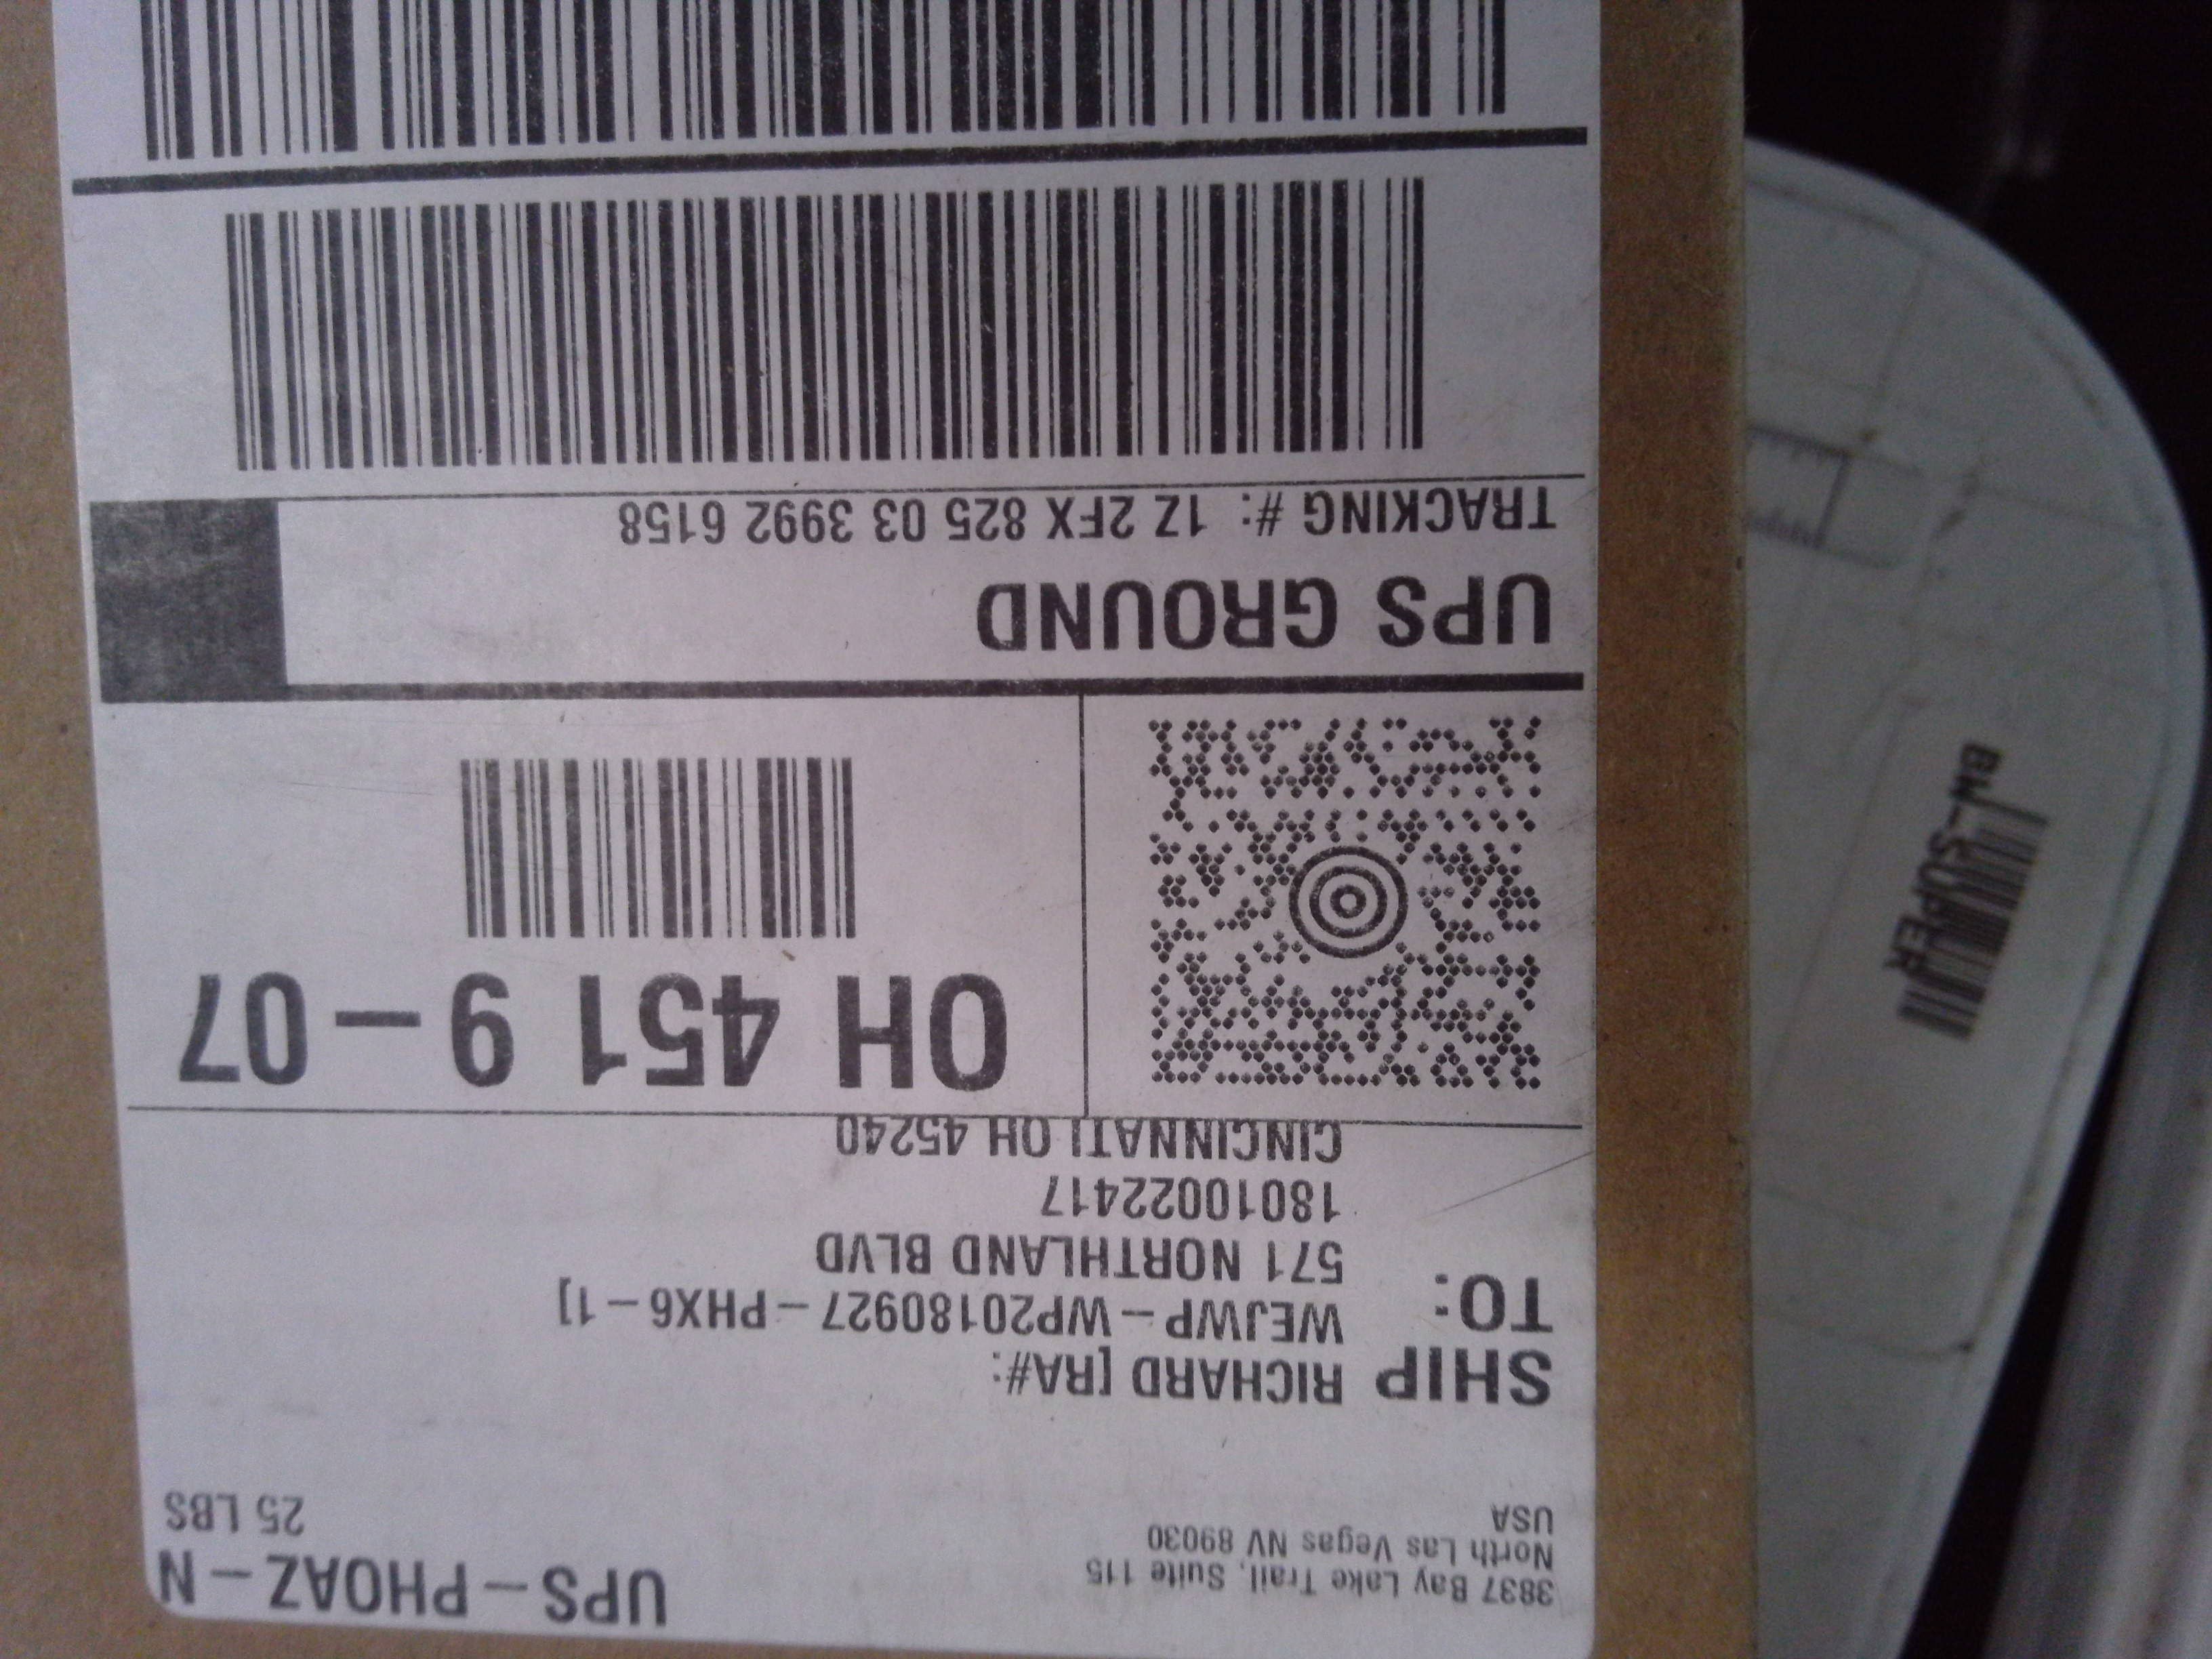 UPS-PHOAZ-N
25 LBS
3837 Bay Lake Trail, Suite 115
North Las Vegas NV 89030
USA
SHIP TO:
RICHARD [RA#:
WEJWP-WP20180927-PHX6-1]
571 NORTHLAND BLVD
18010022417
CINCINNATI OH 45240
OH 451 9-07
UPS GROUND
TRACKING #: 1Z 2FX 825 03 3992 6158
BN-SUPER